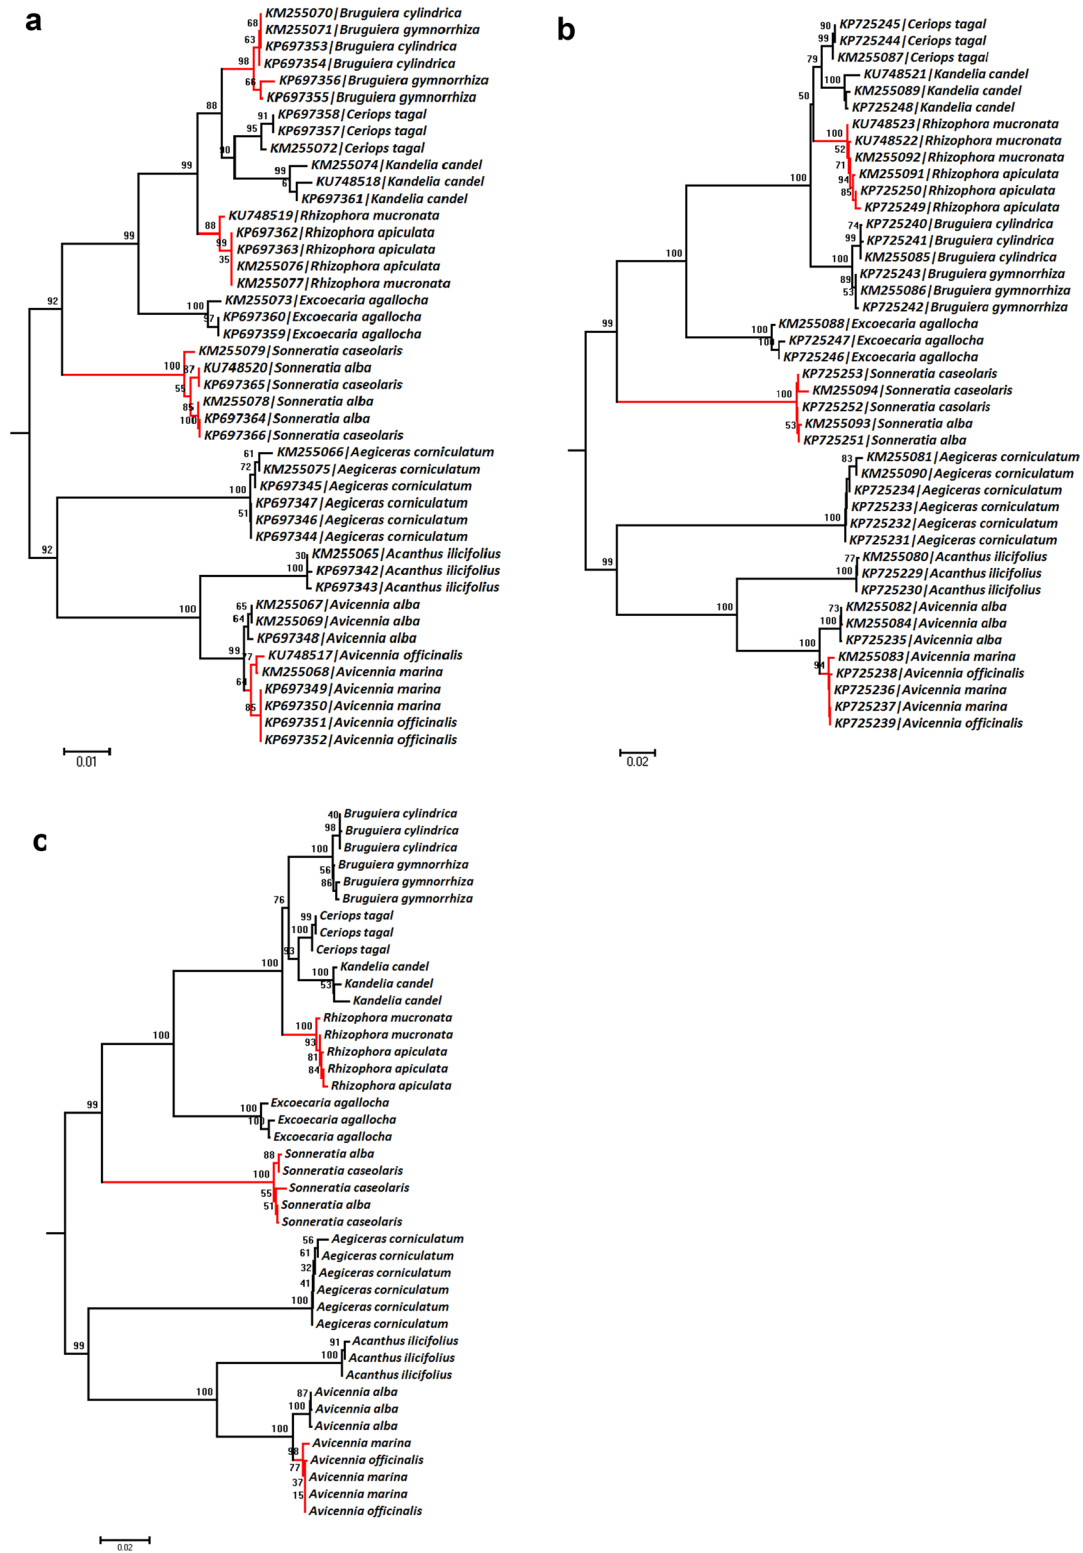 a
KM255070|Bruguiera cylindrica
68
KM255071|Bruguiera gymnorrhiza
63
KP697353|Bruguiera cylindrica
98
KP697354|Bruguiera cylindrica
66
KP697356|Bruguiera gymnorrhiza
KP697355|Bruguiera gymnorrhiza
88
91
KP697358|Ceriops tagal
95
KP697357|Ceriops tagal
KM255072|Ceriops tagal
90
KM255074|Kandelia candel
99
KU748518|Kandelia candel
6
KP697361|Kandelia candel
99
KU748519|Rhizophora mucronata
88
KP697362|Rhizophora apiculata
99
KP697363|Rhizophora apiculata
35
KM255076|Rhizophora apiculata
KM255077|Rhizophora mucronata
99
KM255073|Excoecaria agallocha
100
KP697360|Excoecaria agallocha
97
KP697359|Excoecaria agallocha
92
KM255079|Sonneratia caseolaris
100
87
KU748520|Sonneratia alba
55
KP697365|Sonneratia caseolaris
KM255078|Sonneratia alba
85
KP697364|Sonneratia alba
100
KP697366|Sonneratia caseolaris
61
KM255066|Aegiceras corniculatum
72
KM255075|Aegiceras corniculatum
100
KP697345|Aegiceras corniculatum
KP697347|Aegiceras corniculatum
51
KP697346|Aegiceras corniculatum
KP697344|Aegiceras corniculatum
92
30
KM255065|Acanthus ilicifolius
100
KP697342|Acanthus ilicifolius
KP697343|Acanthus ilicifolius
100
65
KM255067|Avicennia alba
64
KM255069|Avicennia alba
KP697348|Avicennia alba
99
77
KU748517|Avicennia officinalis
KM255068|Avicennia marina
64
KP697349|Avicennia marina
85
KP697350|Avicennia marina
KP697351|Avicennia officinalis
KP697352|Avicennia officinalis
0.01
b
90
KP725245|Ceriops tagal
99
KP725244|Ceriops tagal
79
KM255087|Ceriops tagal
KU748521|Kandelia candel
100
KM255089|Kandelia candel
50
KP725248|Kandelia candel
KU748523|Rhizophora mucronata
100
KU748522|Rhizophora mucronata
52
KM255092|Rhizophora mucronata
71
KM255091|Rhizophora apiculata
94
KP725250|Rhizophora apiculata
85
KP725249|Rhizophora apiculata
100
74
KP725240|Bruguiera cylindrica
99
KP725241|Bruguiera cylindrica
100
KM255085|Bruguiera cylindrica
KP725243|Bruguiera gymnorrhiza
89
KM255086|Bruguiera gymnorrhiza
53
KP725242|Bruguiera gymnorrhiza
100
KM255088|Excoecaria agallocha
100
KP725247|Excoecaria agallocha
100
KP725246|Excoecaria agallocha
99
KP725253|Sonneratia caseolaris
100
KM255094|Sonneratia caseolaris
KP725252|Sonneratia casolaris
53
KM255093|Sonneratia alba
KP725251|Sonneratia alba
83
KM255081|Aegiceras corniculatum
KM255090|Aegiceras corniculatum
KP725234|Aegiceras corniculatum
KP725233|Aegiceras corniculatum
100
KP725232|Aegiceras corniculatum
KP725231|Aegiceras corniculatum
99
77
KM255080|Acanthus ilicifolius
100
KP725229|Acanthus ilicifolius
KP725230|Acanthus ilicifolius
100
73
KM255082|Avicennia alba
100
KM255084|Avicennia alba
KP725235|Avicennia alba
100
KM255083|Avicennia marina
94
KP725238|Avicennia officinalis
KP725236|Avicennia marina
KP725237|Avicennia marina
KP725239|Avicennia officinalis
0.02
c
40
Bruguiera cylindrica
98
Bruguiera cylindrica
100
Bruguiera cylindrica
56
Bruguiera gymnorrhiza
86
Bruguiera gymnorrhiza
Bruguiera gymnorrhiza
76
99
Ceriops tagal
100
Ceriops tagal
93
Ceriops tagal
100
Kandelia candel
100
53
Kandelia candel
Kandelia candel
Rhizophora mucronata
100
Rhizophora mucronata
93
Rhizophora apiculata
81
Rhizophora apiculata
84
Rhizophora apiculata
100
Excoecaria agallocha
100
Excoecaria agallocha
100
Excoecaria agallocha
99
88
Sonneratia alba
100
Sonneratia caseolaris
55
Sonneratia caseolaris
51
Sonneratia alba
Sonneratia caseolaris
56
Aegiceras corniculatum
61
Aegiceras corniculatum
32
Aegiceras corniculatum
41
Aegiceras corniculatum
100
Aegiceras corniculatum
Aegiceras corniculatum
99
91
Acanthus ilicifolius
100
Acanthus ilicifolius
Acanthus ilicifolius
100
87
Avicennia alba
100
Avicennia alba
Avicennia alba
100
Avicennia marina
98
Avicennia officinalis
77
Avicennia marina
37
Avicennia marina
15
Avicennia officinalis
0.02